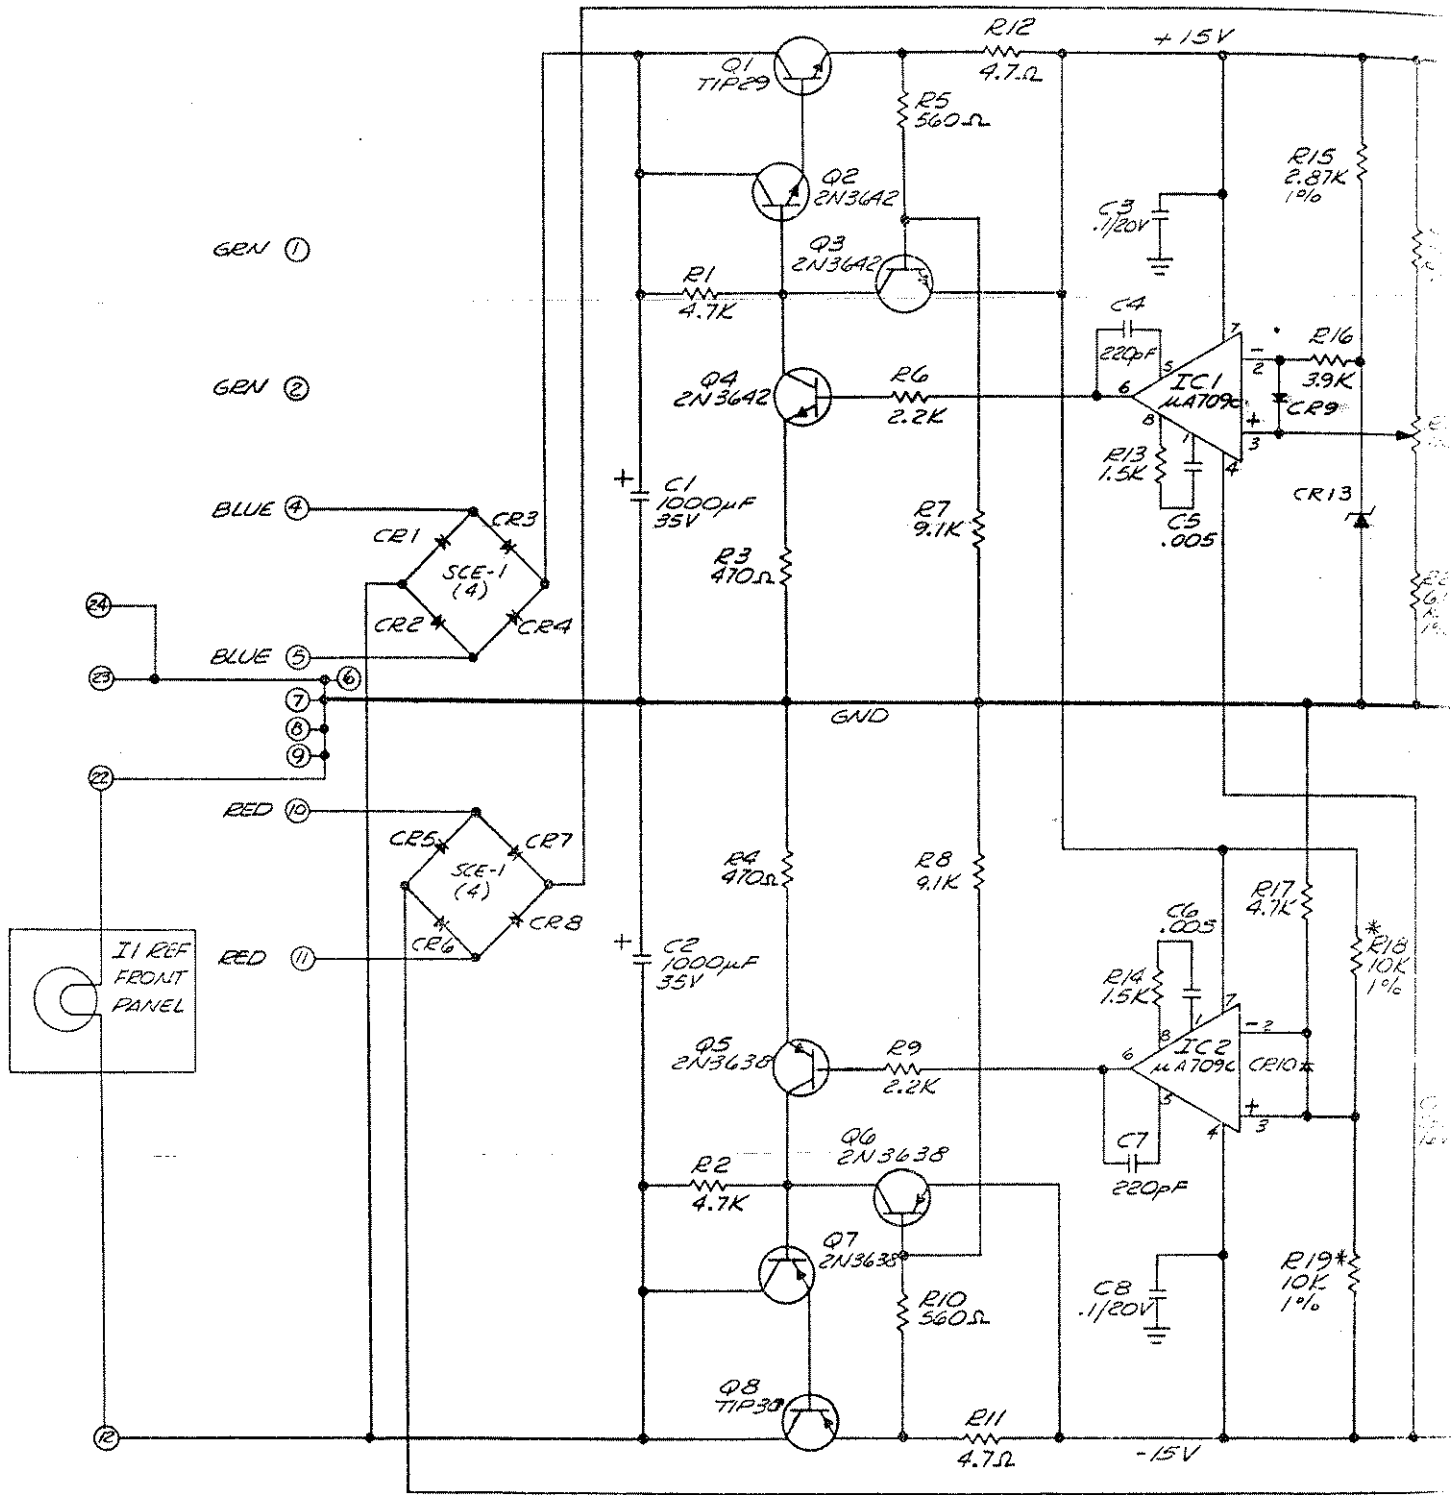 R12
4.7Ω
+15V
Q1
TIP29
R5
560Ω
R15
2.87K
1%
Q2
2N3642
C3
.1/20V
GRN 1
Q3
2N3642
R1
4.7K
C4
220pF
7
5
R16
3.9K
- 2
GRN 2
Q4
2N3642
R6
2.2K
6
IC1
μA709C
CR9
8
1
+ 3
4
R13
1.5K
C5
.005
CR13
+
C1
1000μF
35V
BLUE 4
CR1
CR3
SCE-1
(4)
CR2
CR4
R3
470Ω
R7
9.1K
24
BLUE 5
23
6
7
GND
8
9
22
RED 10
CR5
CR7
SCE-1
(4)
CR6
CR8
R4
470Ω
R8
9.1K
R17
4.7K
C6
.005
*
R18
10K
1%
I1 REF
FRONT
PANEL
RED 11
+
C2
1000μF
35V
R14
1.5K
7
1
8
- 2
Q5
2N3638
R9
2.2K
6
IC2
μA709C
CR10
5
+ 3
4
C7
220pF
Q6
2N3638
R2
4.7K
Q7
2N3638
R10
560Ω
C8
.1/20V
R19*
10K
1%
Q8
TIP30
12
R11
4.7Ω
-15V